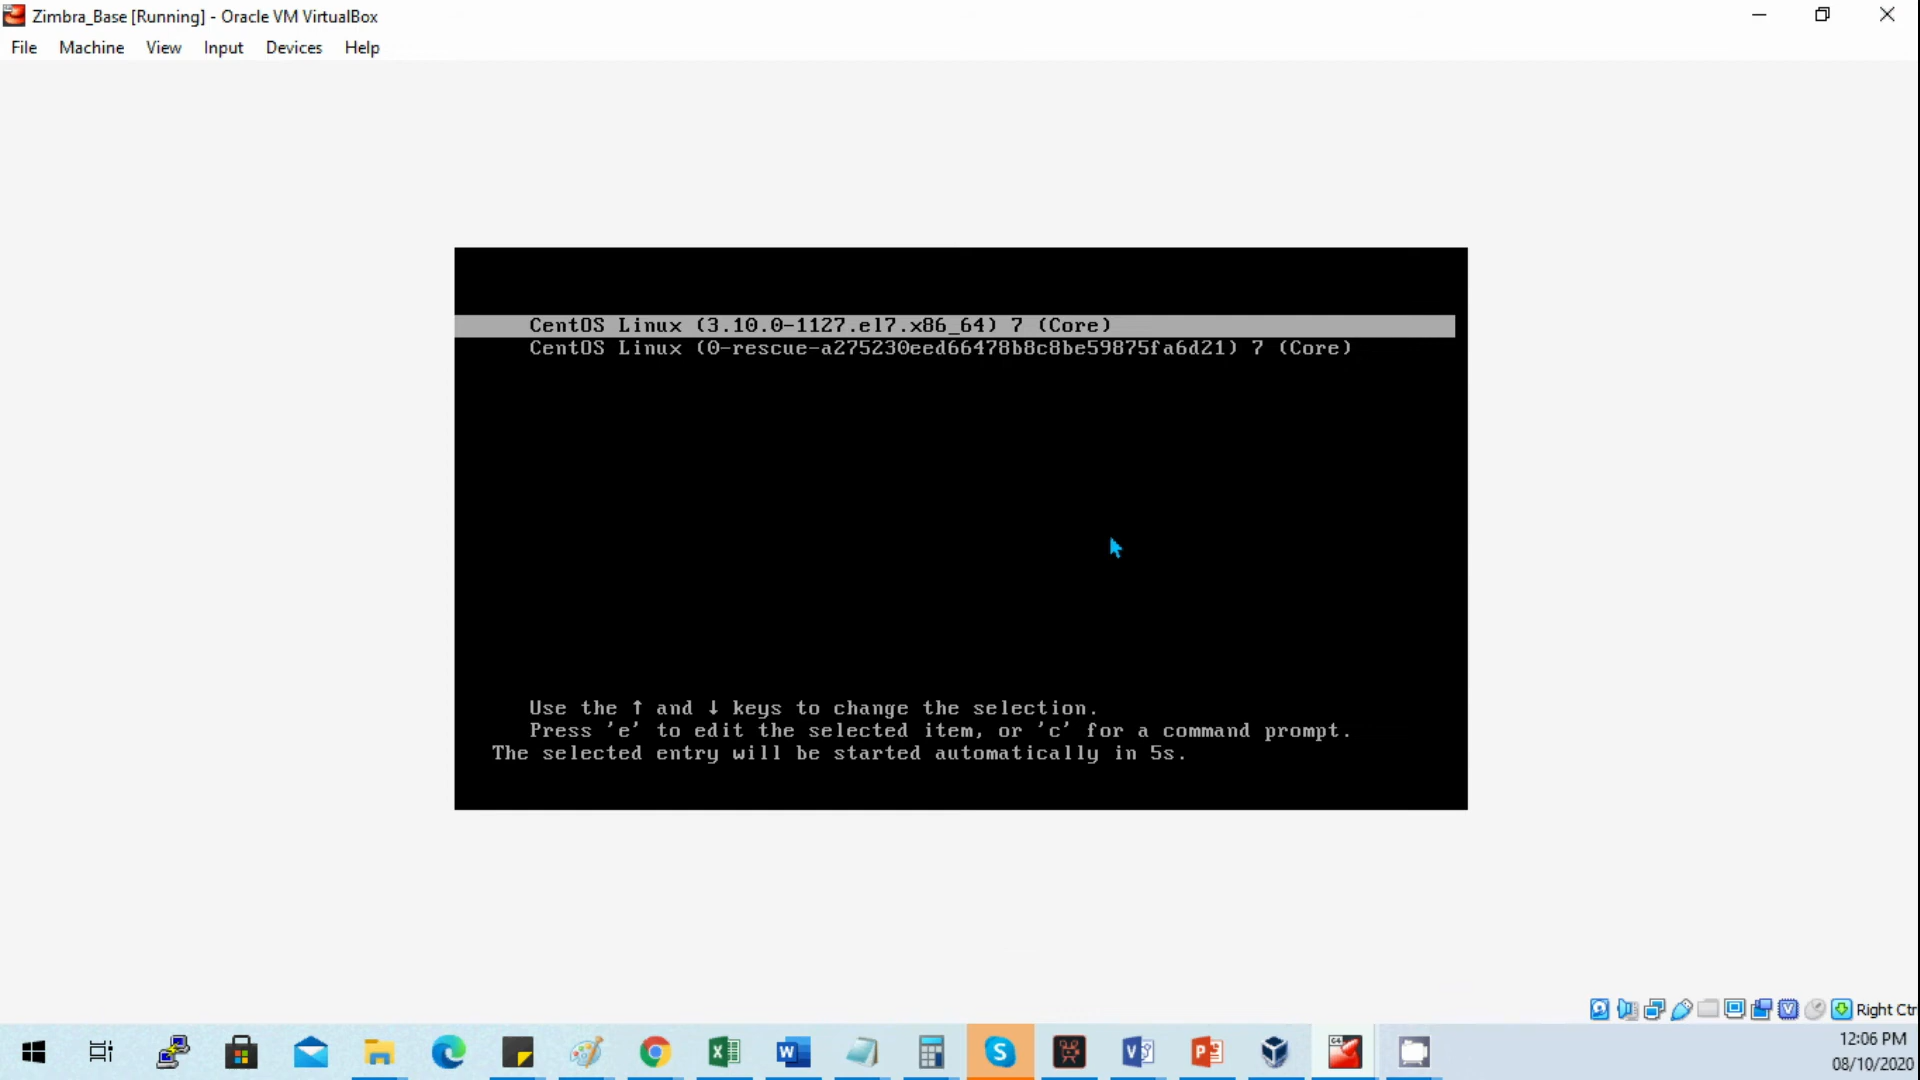 Zimbra_Base [Running] - Oracle VM VirtualBox
File Machine View Input Devices Help
CentOS Linux (3.10.0-1127.el7.x86_64) 7 (Core)
CentOS Linux (0-rescue-a275230eed66478b8c8be59875fa6d21) 7 (Core)
Use the ↑ and ↓ keys to change the selection.
Press 'e' to edit the selected item, or 'c' for a command prompt.
The selected entry will be started automatically in 5s.
Right Ctr
12:06 PM
08/10/2020